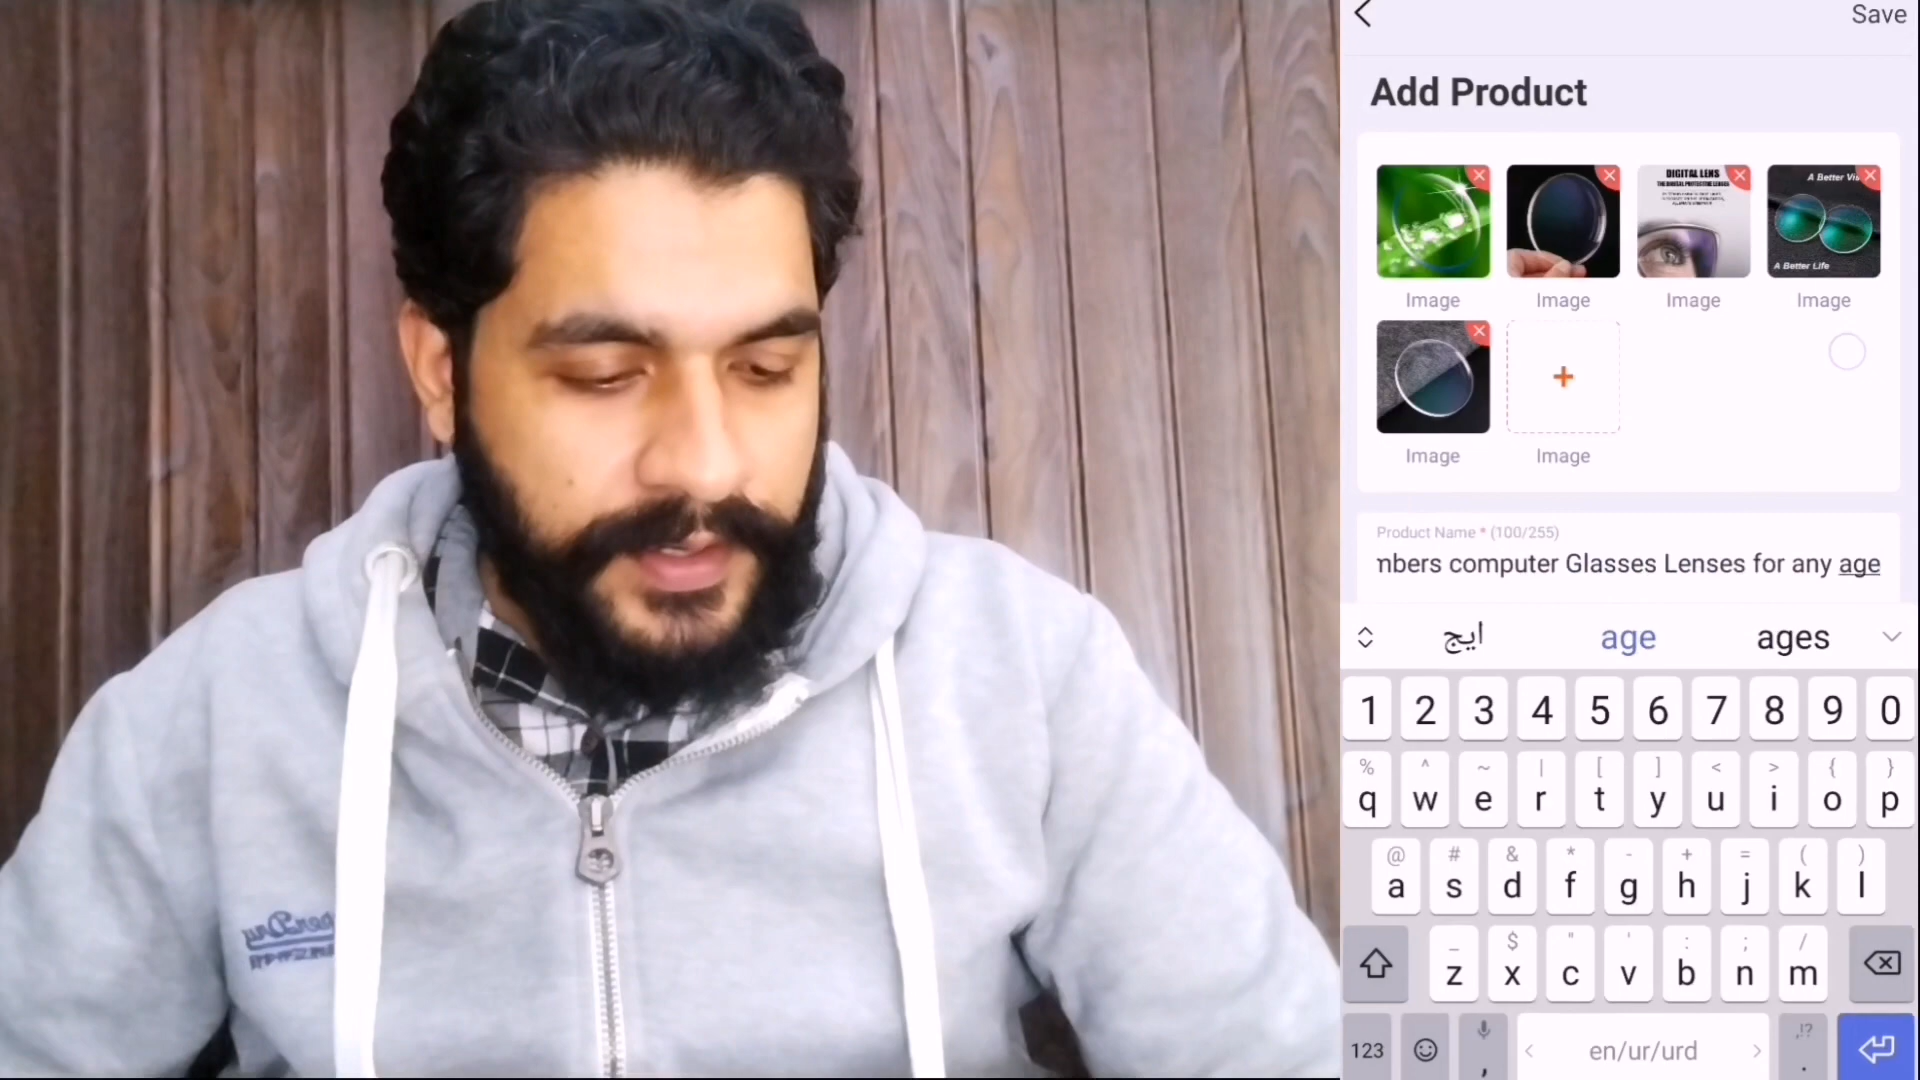 Save
Add Product
DIGITAL LENS
A Better
A Better Life
Image
Image
Image
Image
+
Image
Image
Product Name * (100/255)
nbers computer Glasses Lenses for any age
ایج
age
ages
1 2 3 4 5 6 7 8 9 0
% ^ ~ | [ ] < > { }
q w e r t y u i o p
@ # & * - + = ( )
a s d f g h j k l
_ $ " ' : ; /
z x c v b n m
123
,
en/ur/urd
,!?
.